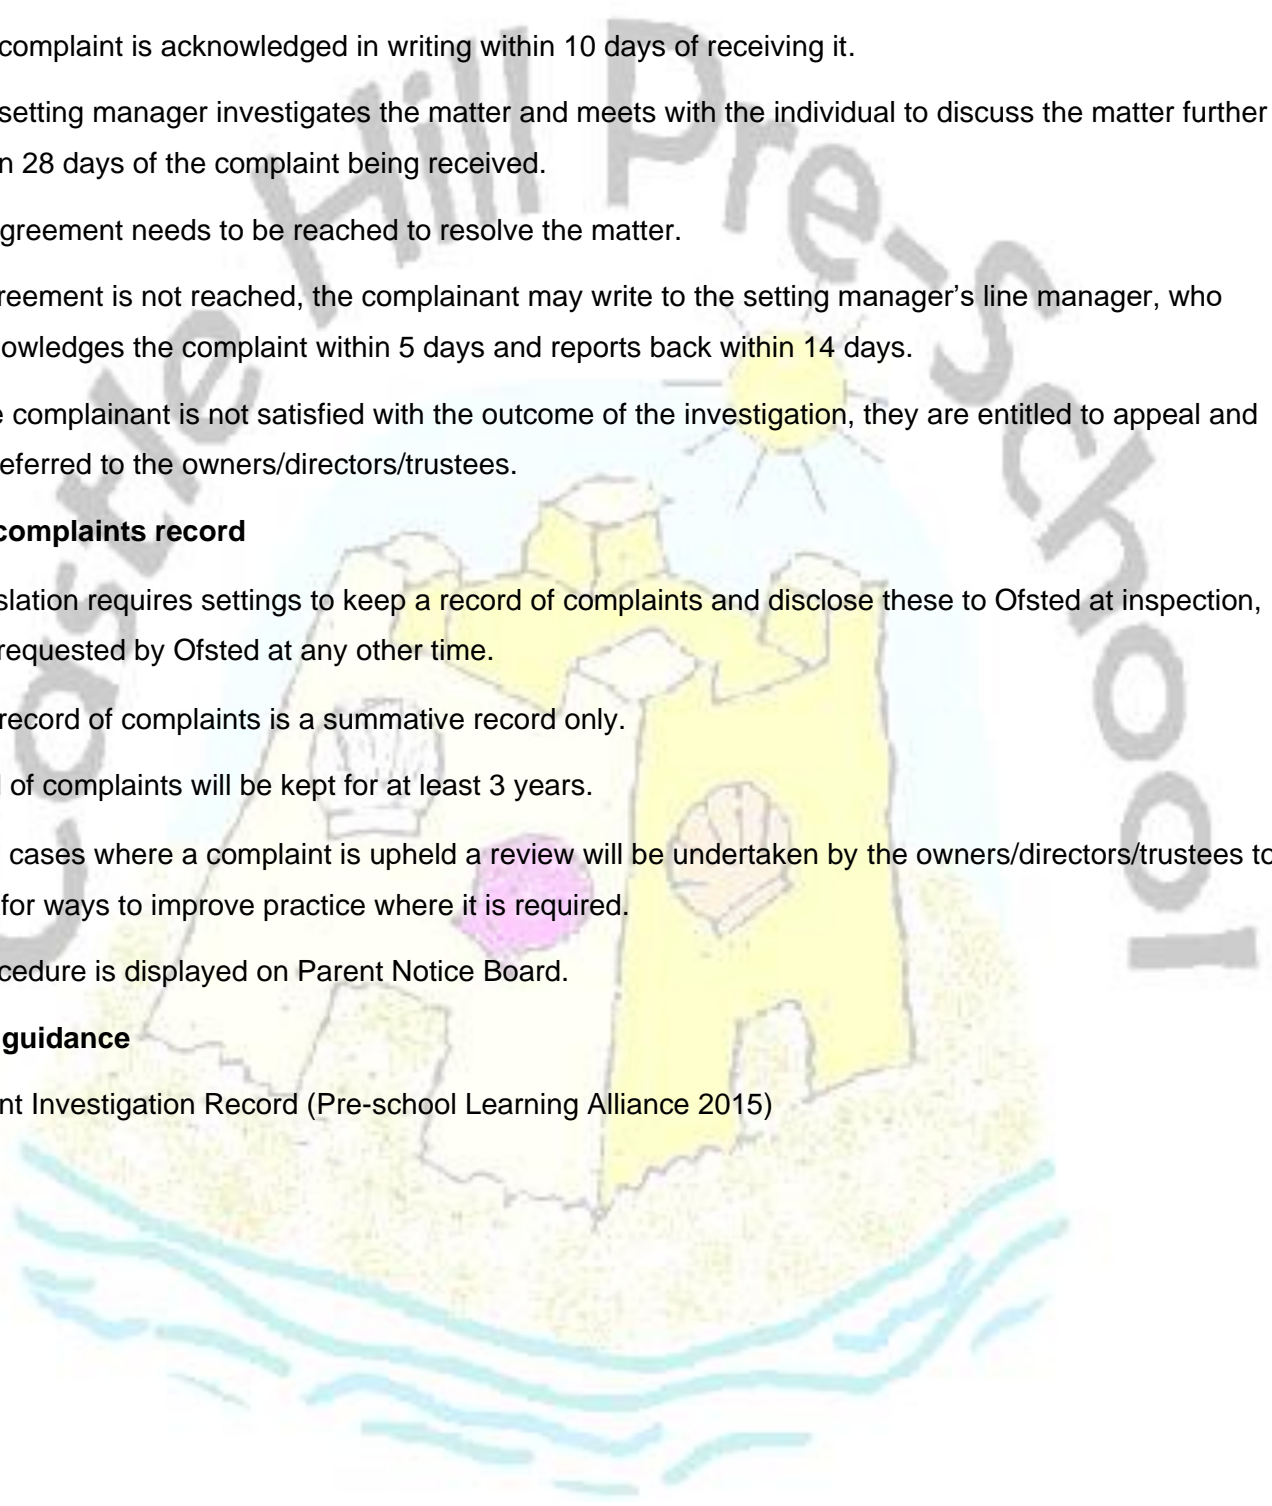 complaint is acknowledged in writing within 10 days of receiving it.
setting manager investigates the matter and meets with the individual to discuss the matter further
n 28 days of the complaint being received.
greement needs to be reached to resolve the matter.
reement is not reached, the complainant may write to the setting manager's line manager, who
owledges the complaint within 5 days and reports back within 14 days.
e complainant is not satisfied with the outcome of the investigation, they are entitled to appeal and
eferred to the owners/directors/trustees.
complaints record
slation requires settings to keep a record of complaints and disclose these to Ofsted at inspection,
requested by Ofsted at any other time.
record of complaints is a summative record only.
l of complaints will be kept for at least 3 years.
cases where a complaint is upheld a review will be undertaken by the owners/directors/trustees to
for ways to improve practice where it is required.
cedure is displayed on Parent Notice Board.
guidance
nt Investigation Record (Pre-school Learning Alliance 2015)
Castle Hill Pre-School